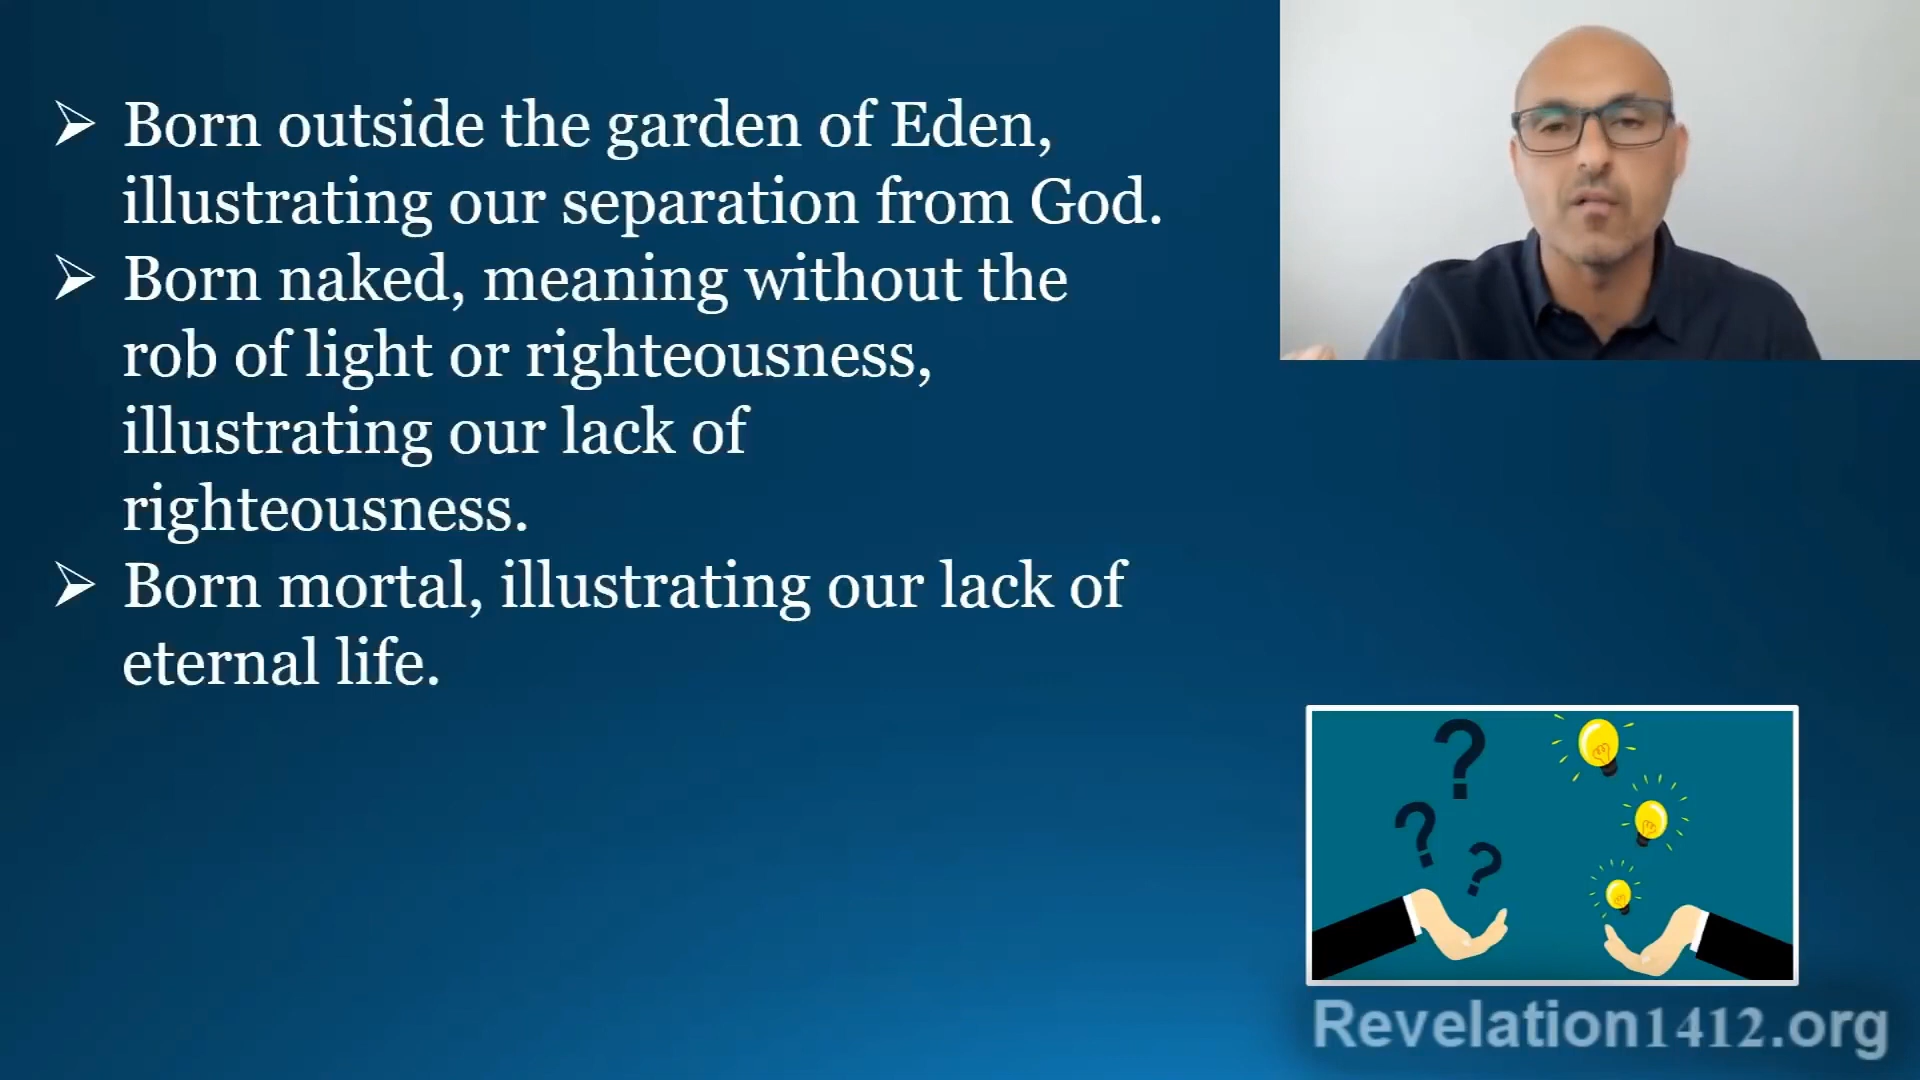 ➢ Born outside the garden of Eden,
illustrating our separation from God.
➢ Born naked, meaning without the
rob of light or righteousness,
illustrating our lack of
righteousness.
➢ Born mortal, illustrating our lack of
eternal life.
? 
?
?
Revelation1412.org